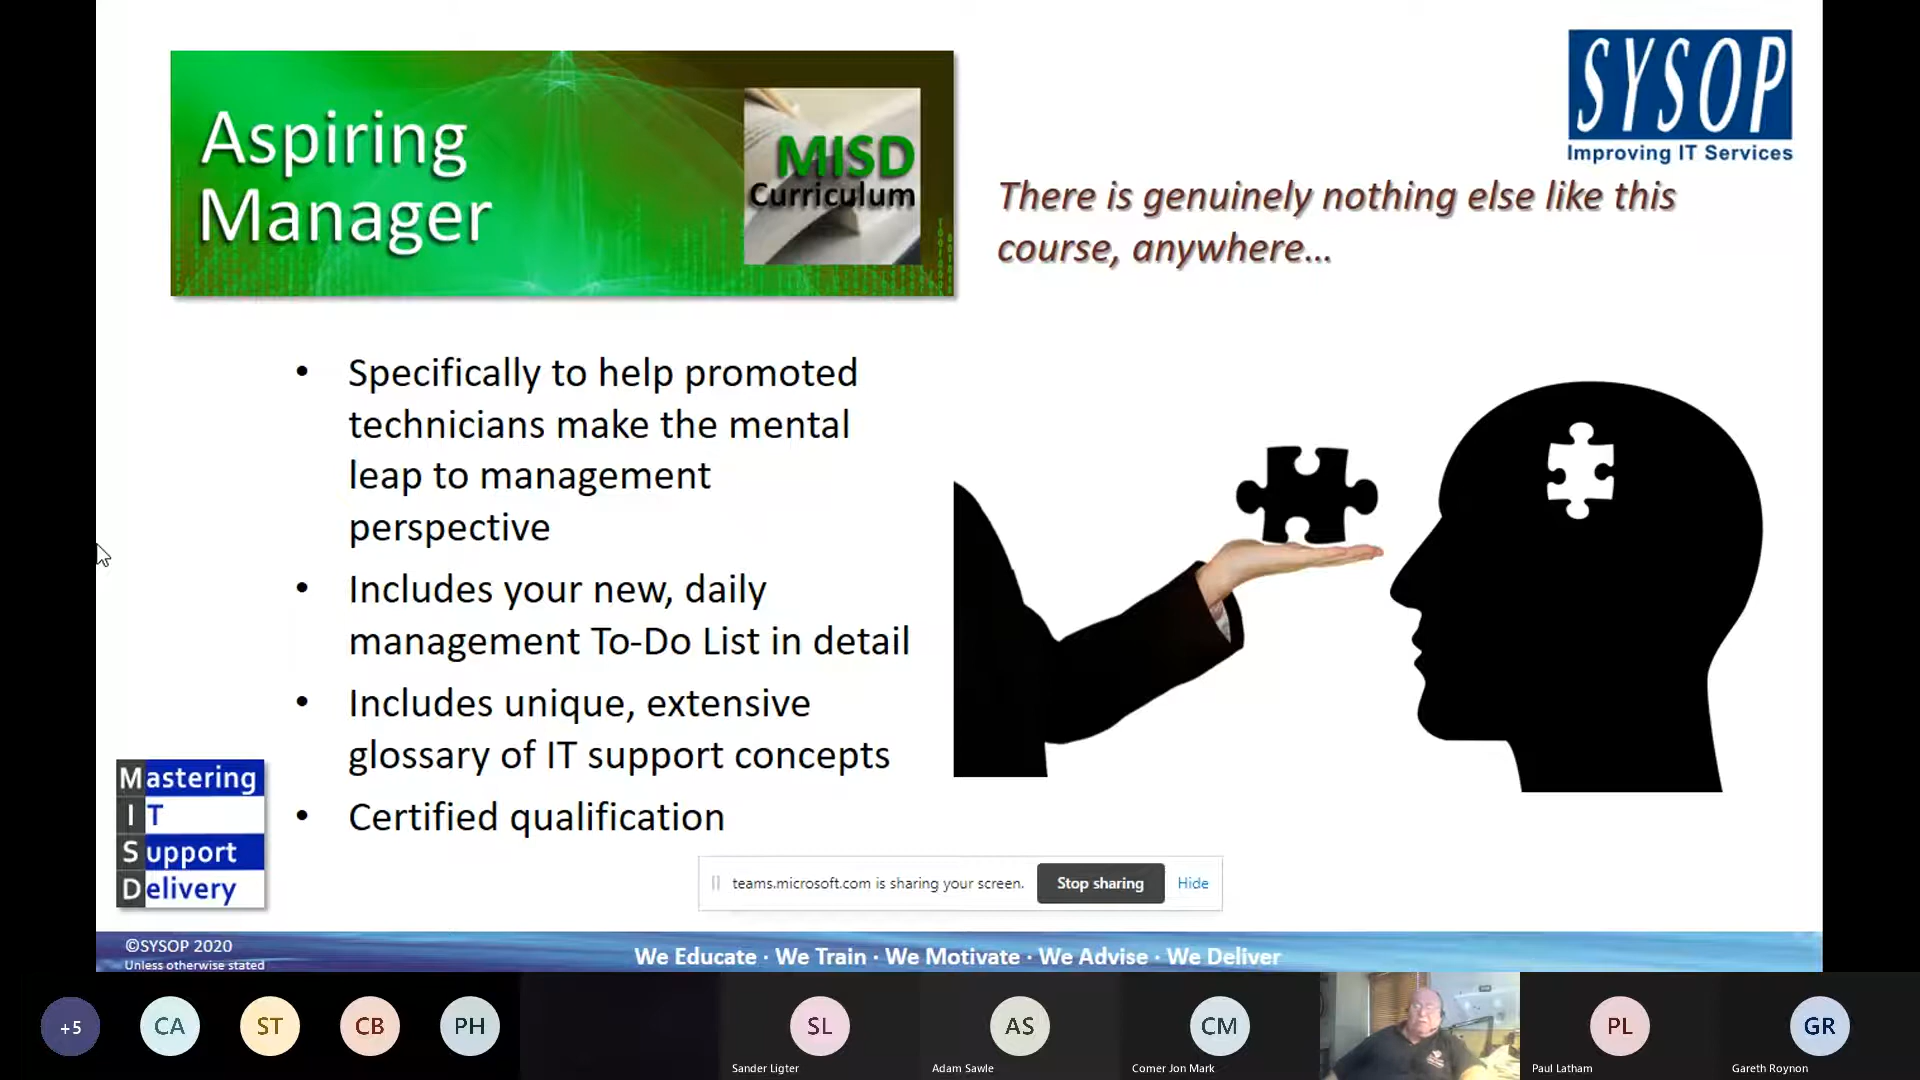 Aspiring
Manager
MISD
Curriculum
SYSOP
Improving IT Services
There is genuinely nothing else like this
course, anywhere...
• Specifically to help promoted
technicians make the mental
leap to management
perspective
• Includes your new, daily
management To-Do List in detail
• Includes unique, extensive
glossary of IT support concepts
• Certified qualification
Mastering
IT
Support
Delivery
teams.microsoft.com is sharing your screen. Stop sharing Hide
©SYSOP 2020
Unless otherwise stated
We Educate · We Train · We Motivate · We Advise · We Deliver
+5 CA ST CB PH SL AS CM PL GR
Sander Ligter Adam Sawle Comer Jon Mark Paul Latham Gareth Roynon